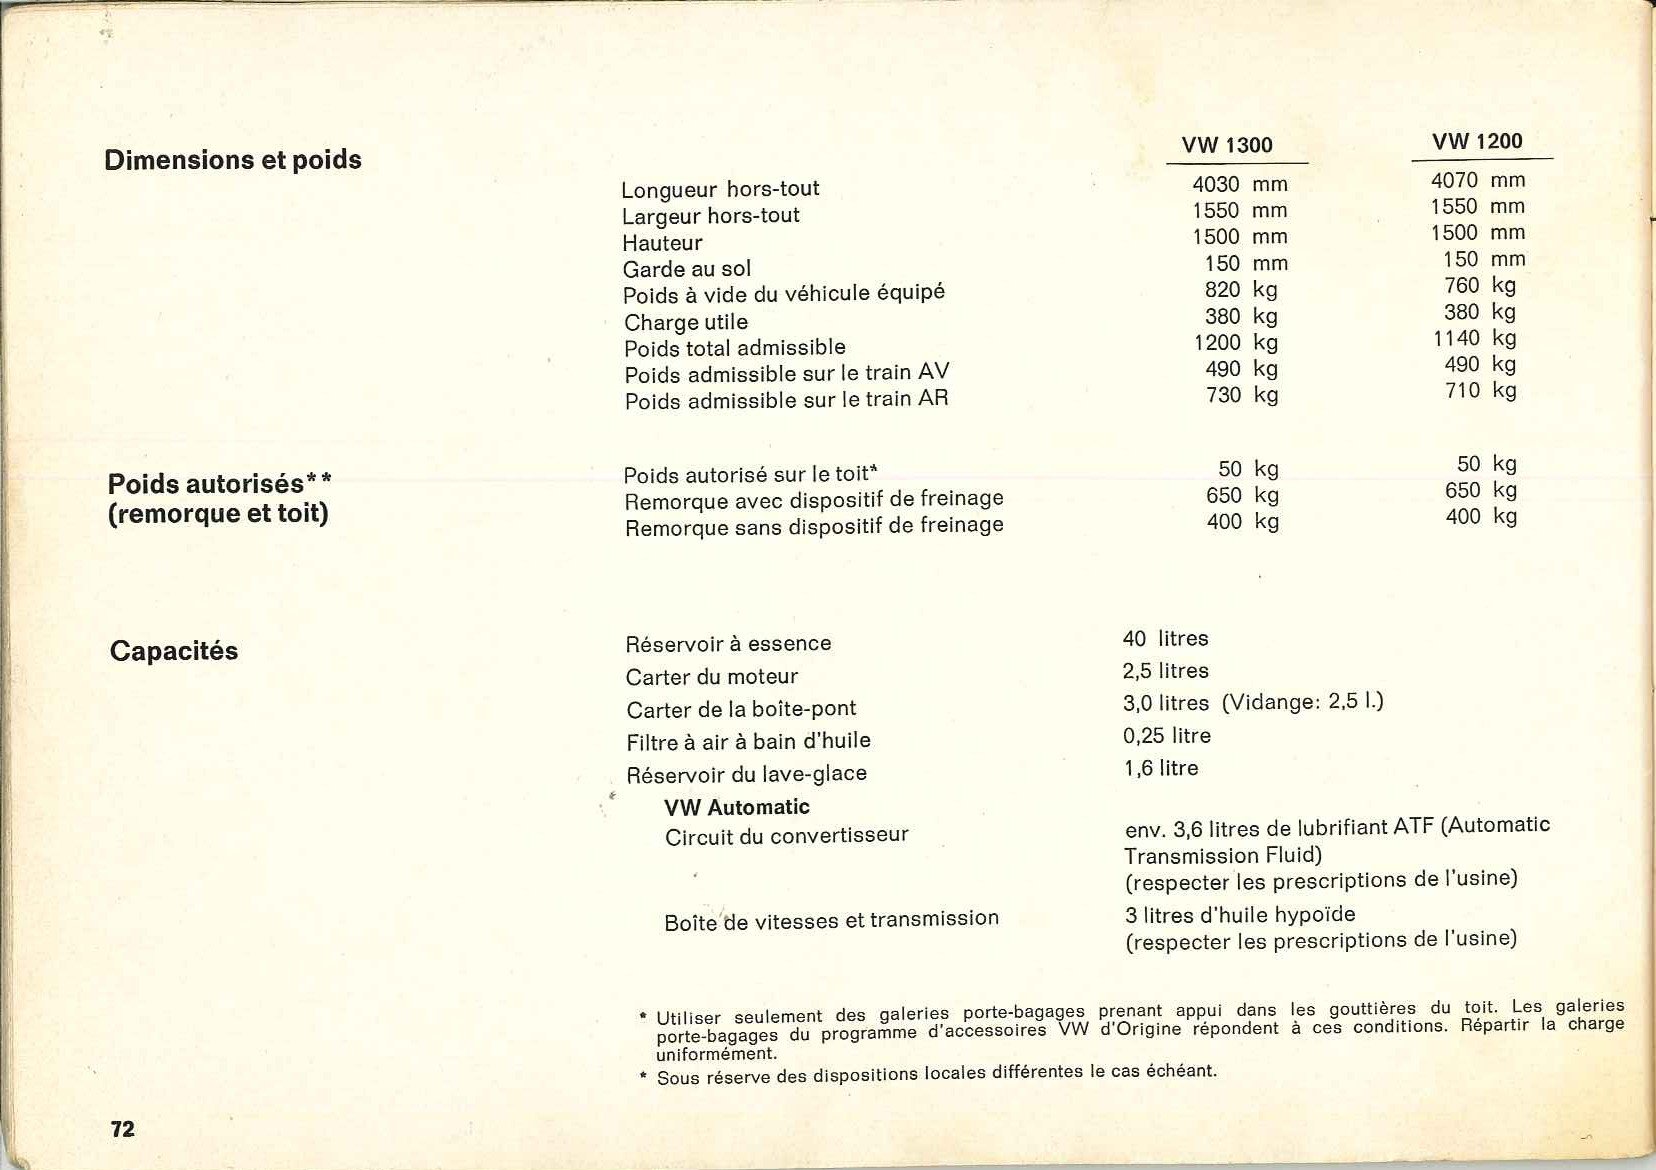 VW 1300 VW 1200
Dimensions et poids
Longueur hors-tout 4030 mm 4070 mm
Largeur hors-tout 1550 mm 1550 mm
Hauteur 1500 mm 1500 mm
Garde au sol 150 mm 150 mm
Poids à vide du véhicule équipé 820 kg 760 kg
Charge utile 380 kg 380 kg
Poids total admissible 1200 kg 1140 kg
Poids admissible sur le train AV 490 kg 490 kg
Poids admissible sur le train AR 730 kg 710 kg
Poids autorisés**
(remorque et toit)
Poids autorisé sur le toit* 50 kg 50 kg
Remorque avec dispositif de freinage 650 kg 650 kg
Remorque sans dispositif de freinage 400 kg 400 kg
Capacités
Réservoir à essence 40 litres
Carter du moteur 2,5 litres
Carter de la boîte-pont 3,0 litres (Vidange: 2,5 l.)
Filtre à air à bain d'huile 0,25 litre
Réservoir du lave-glace 1,6 litre
VW Automatic
Circuit du convertisseur env. 3,6 litres de lubrifiant ATF (Automatic
Transmission Fluid)
(respecter les prescriptions de l'usine)
Boîte de vitesses et transmission 3 litres d'huile hypoïde
(respecter les prescriptions de l'usine)
* Utiliser seulement des galeries porte-bagages prenant appui dans les gouttières du toit. Les galeries
porte-bagages du programme d'accessoires VW d'Origine répondent à ces conditions. Répartir la charge
uniformément.
* Sous réserve des dispositions locales différentes le cas échéant.
72